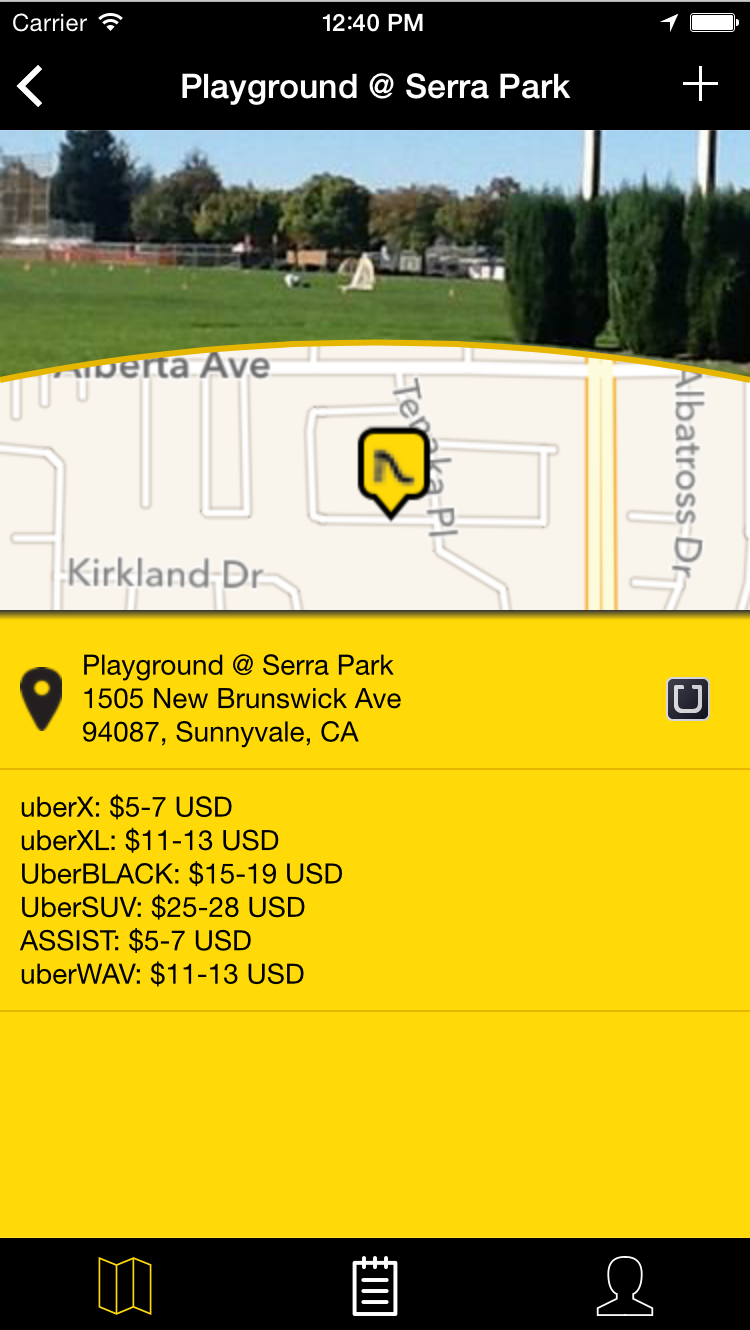 Carrier 12:40 PM
Playground @ Serra Park
Alberta Ave
Tenaka Pl
Albatross Dr
Kirkland Dr
Playground @ Serra Park
1505 New Brunswick Ave
94087, Sunnyvale, CA
uberX: $5-7 USD
uberXL: $11-13 USD
UberBLACK: $15-19 USD
UberSUV: $25-28 USD
ASSIST: $5-7 USD
uberWAV: $11-13 USD